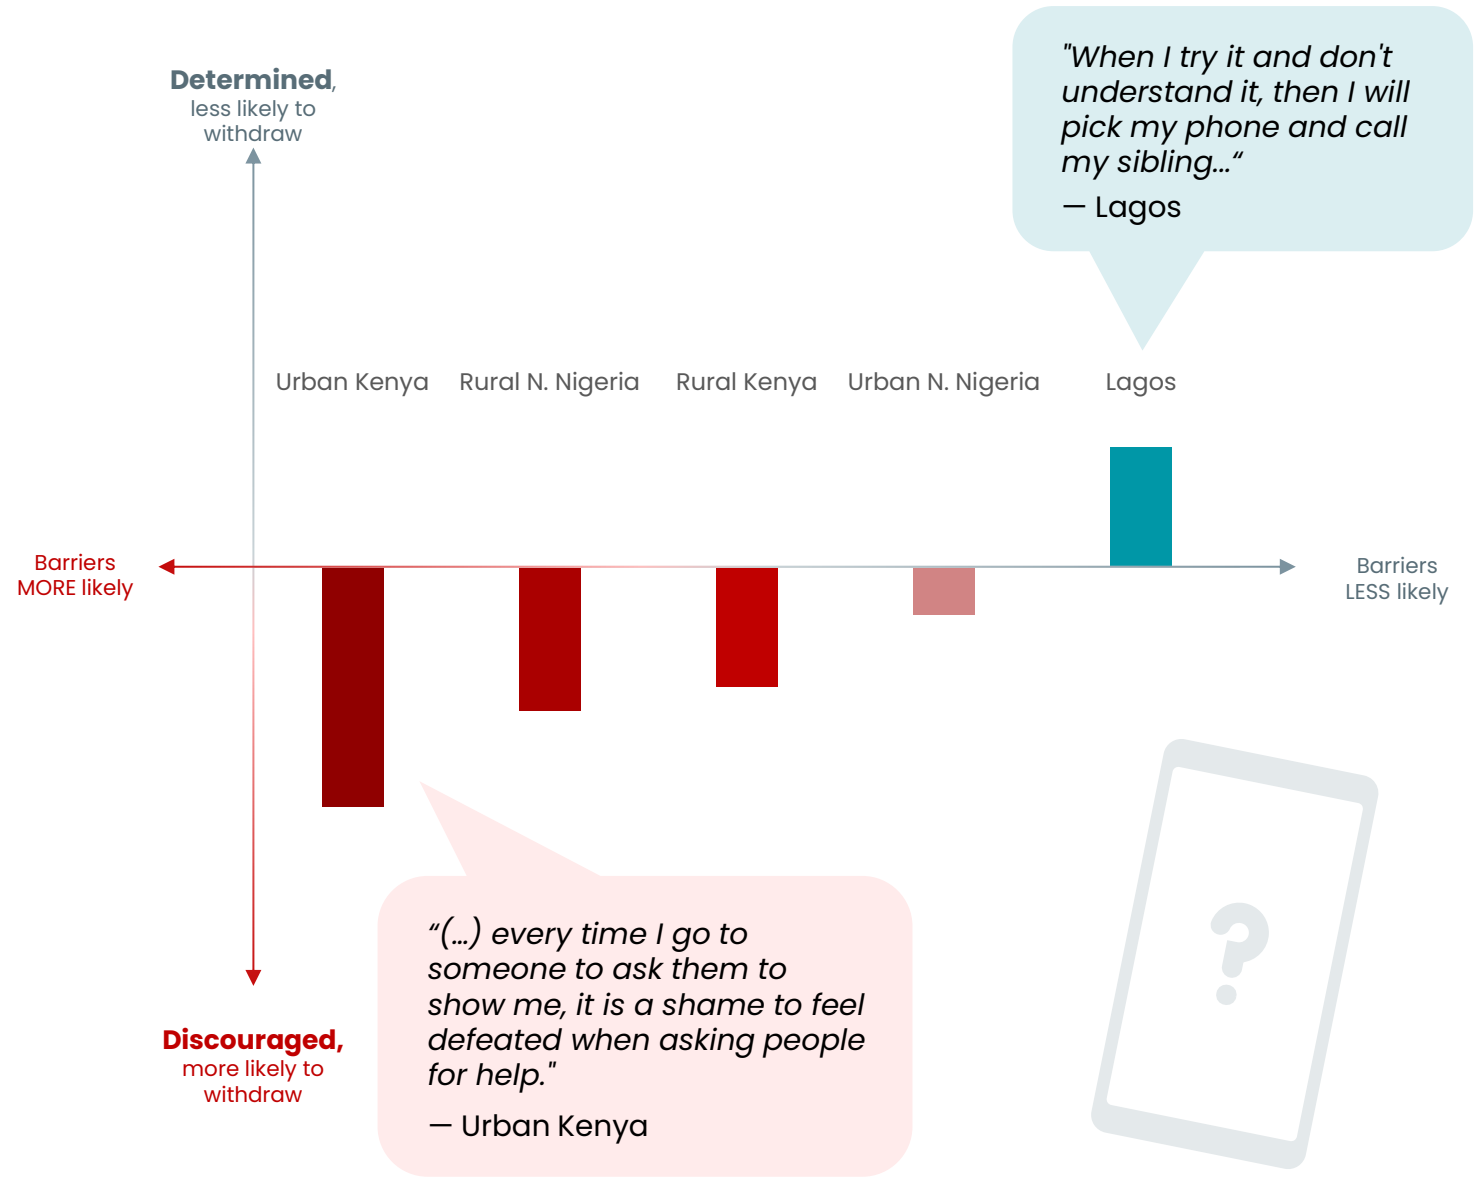 "When I try it and don't
understand it, then I will
pick my phone and call
my sibling...“
— Lagos
Determined,
less likely to
withdraw
Urban Kenya
Rural N. Nigeria
Rural Kenya
Urban N. Nigeria
Lagos
Barriers
MORE likely
Barriers
LESS likely
?
“(...) every time I go to
someone to ask them to
show me, it is a shame to feel
defeated when asking people
for help."
— Urban Kenya
Discouraged,
more likely to
withdraw